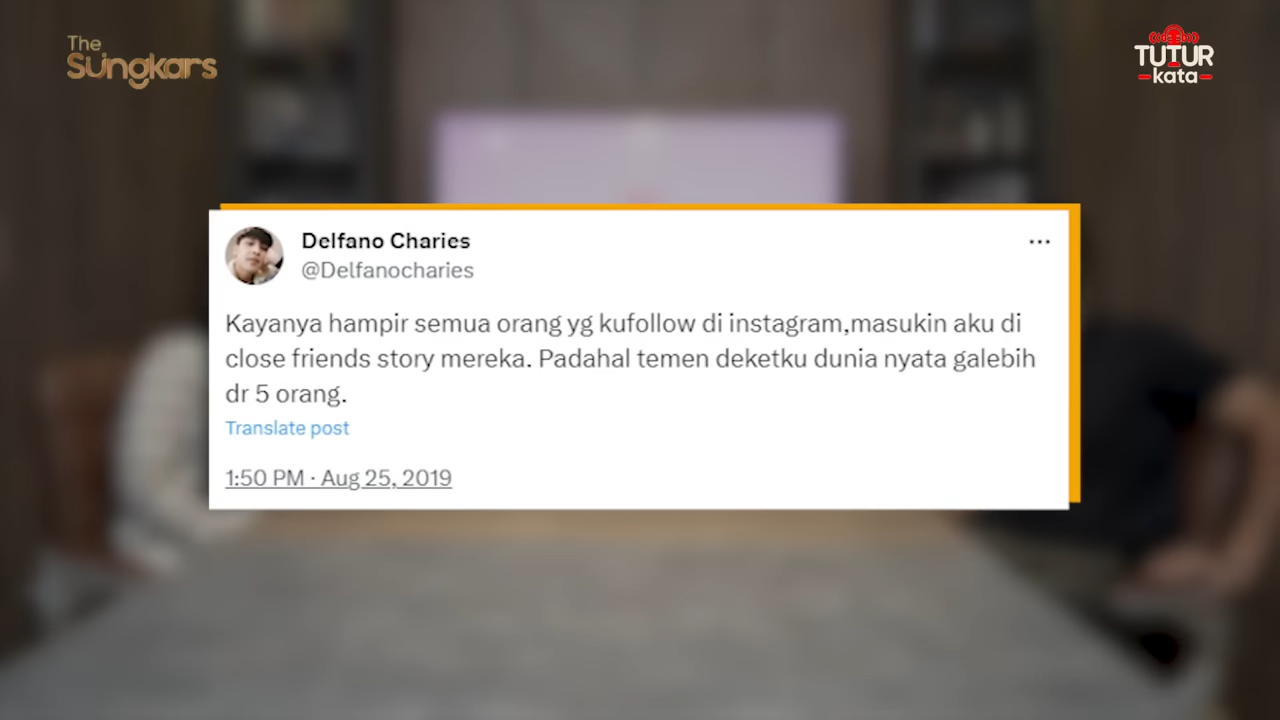 The
Sungkars
TUTUR
kata
Delfano Charies
@Delfanocharies
Kayanya hampir semua orang yg kufollow di instagram,masukin aku di
close friends story mereka. Padahal temen deketku dunia nyata galebih
dr 5 orang.
Translate post
1:50 PM · Aug 25, 2019